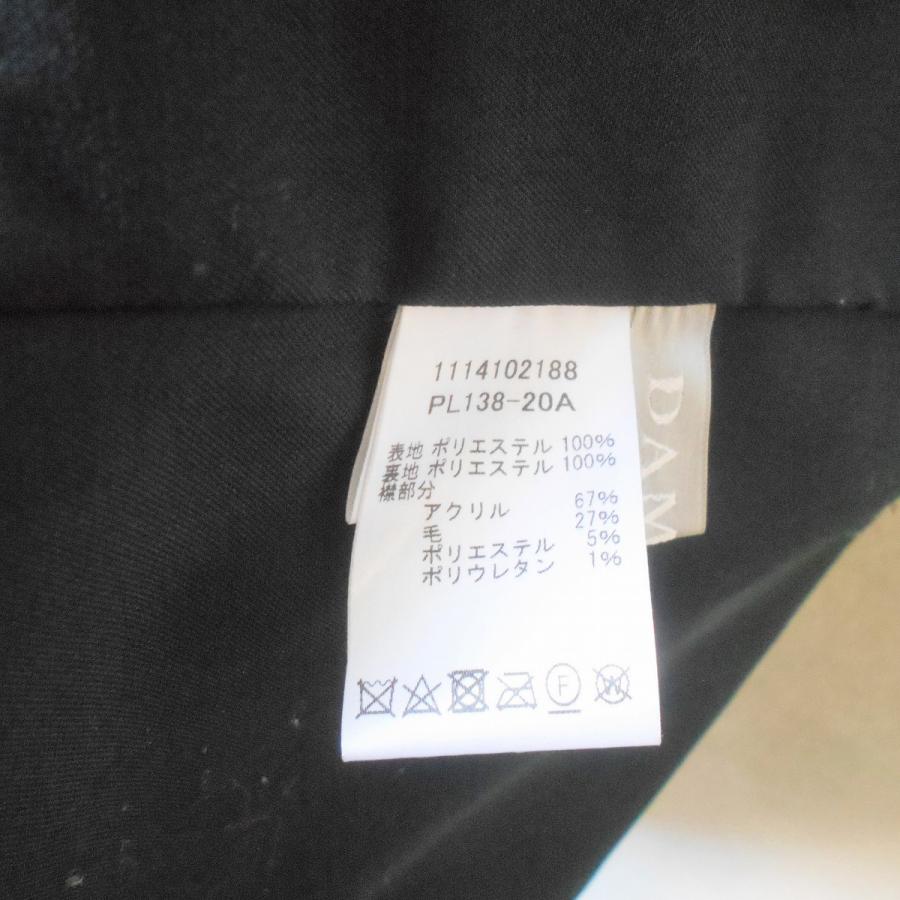 1114102188
PL138-20A
表地 ポリエステル 100%
裏地 ポリエステル 100%
襟部分
アクリル 67%
毛 27%
ポリエステル 5%
ポリウレタン 1%
F W
DAM